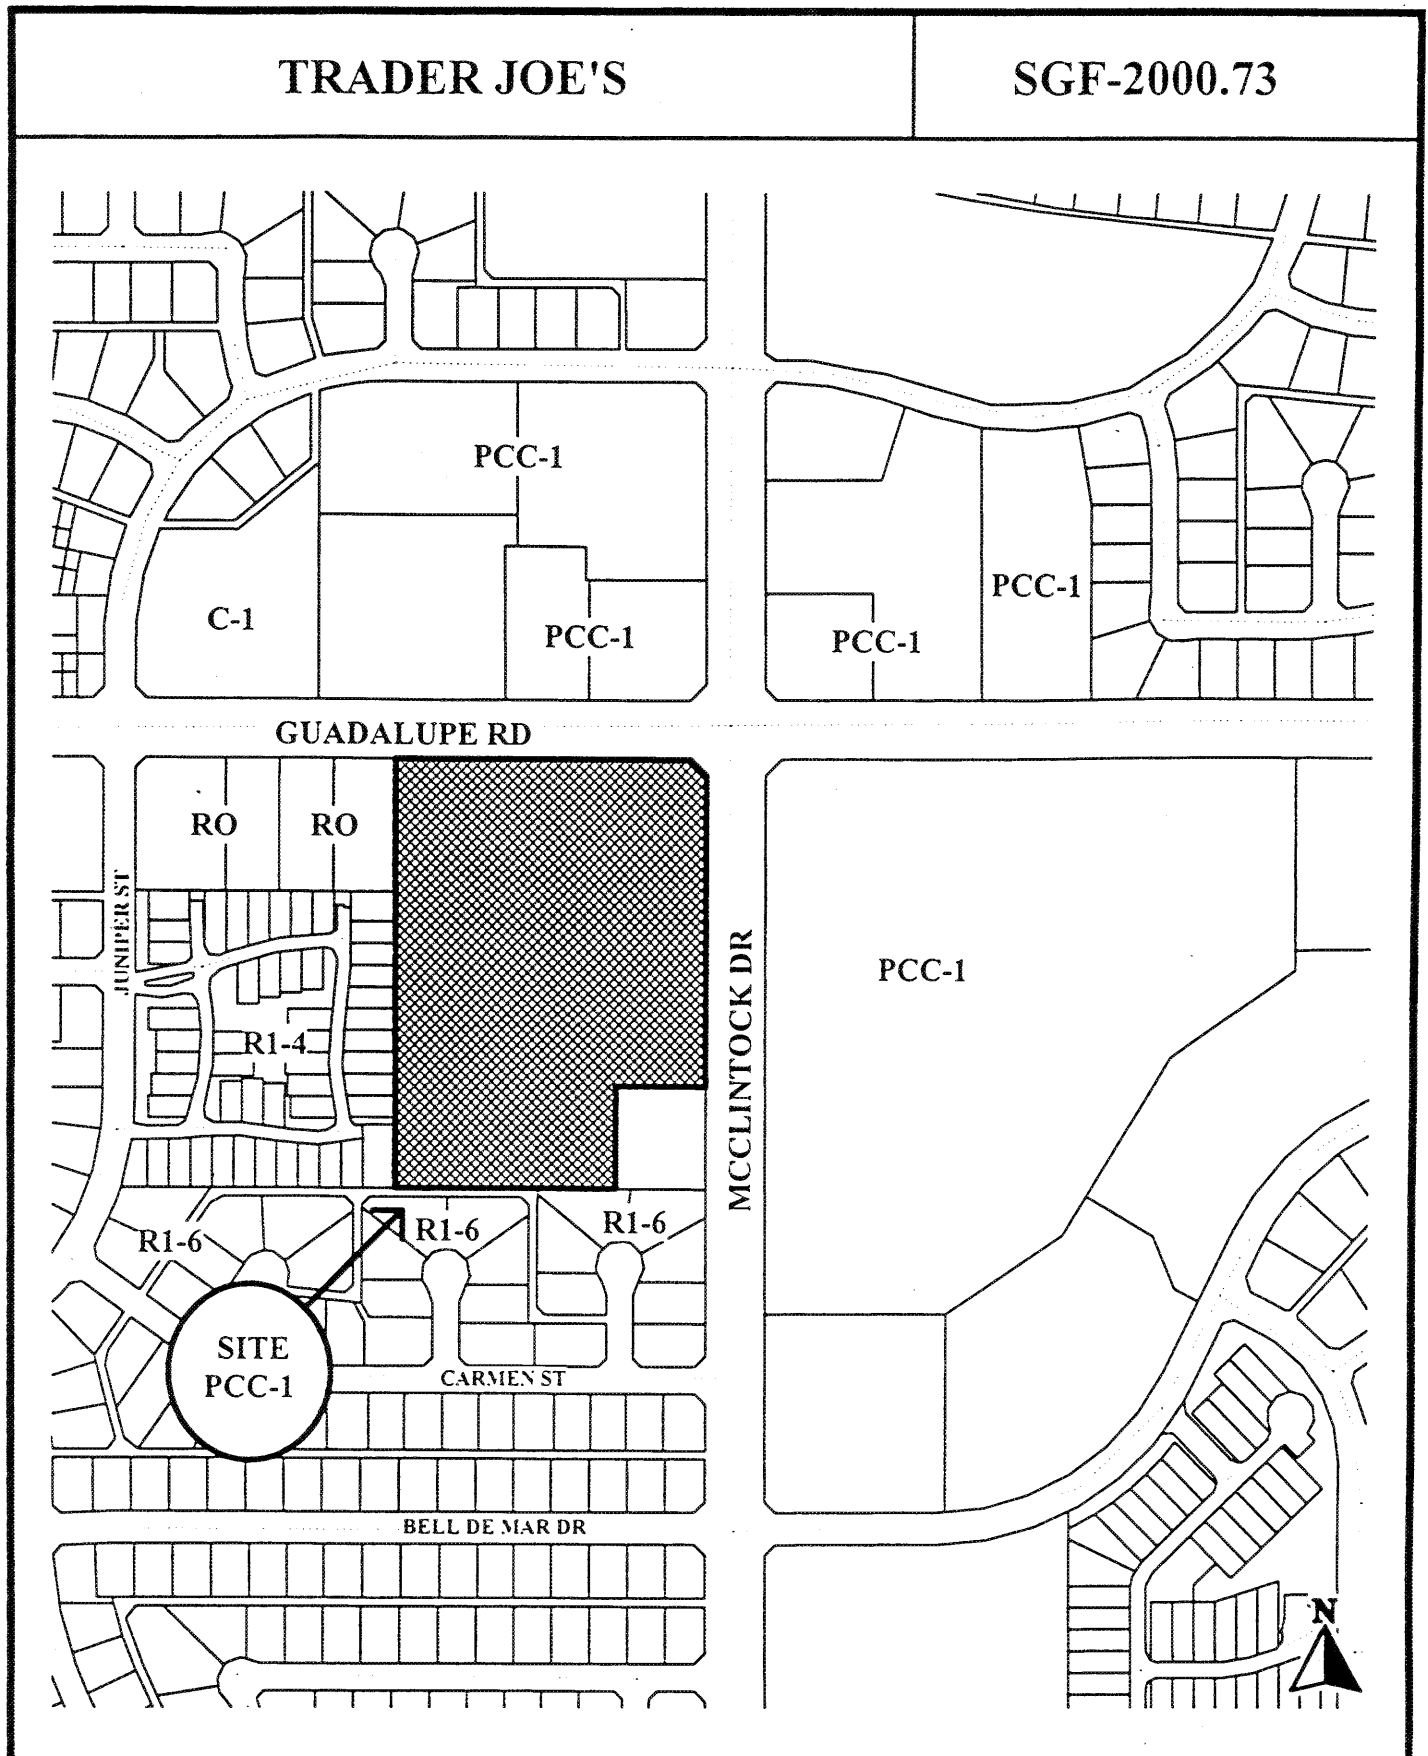 TRADER JOE'S
SGF-2000.73
PCC-1
PCC-1
C-1
PCC-1
PCC-1
GUADALUPE RD
RO
RO
JUNIPER ST
MCCLINTOCK DR
PCC-1
R1-4
R1-6
R1-6
R1-6
SITE
PCC-1
CARMEN ST
BELL DE MAR DR
N